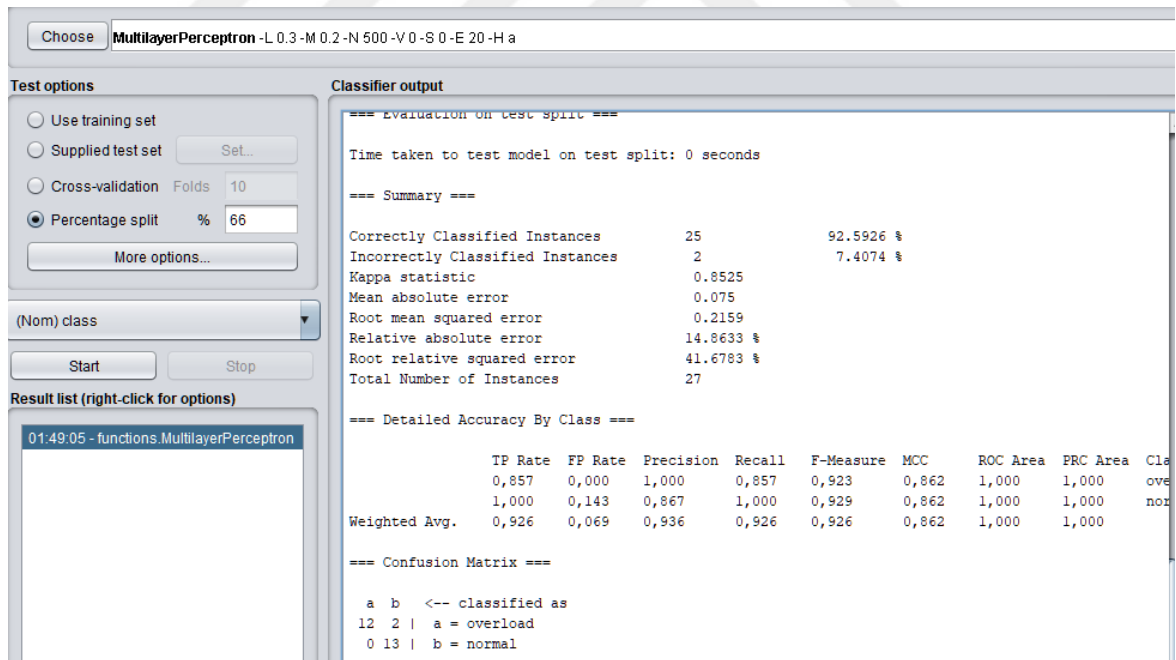 Choose MultilayerPerceptron -L 0.3 -M 0.2 -N 500 -V 0 -S 0 -E 20 -H a
Test options
Use training set
Supplied test set Set...
Cross-validation Folds 10
Percentage split % 66
More options...
(Nom) class
Start Stop
Result list (right-click for options)
01:49:05 - functions.MultilayerPerceptron
Classifier output
=== Evaluation on test split ===
Time taken to test model on test split: 0 seconds
=== Summary ===
Correctly Classified Instances 25 92.5926 %
Incorrectly Classified Instances 2 7.4074 %
Kappa statistic 0.8525
Mean absolute error 0.075
Root mean squared error 0.2159
Relative absolute error 14.8633 %
Root relative squared error 41.6783 %
Total Number of Instances 27
=== Detailed Accuracy By Class ===
TP Rate FP Rate Precision Recall F-Measure MCC ROC Area PRC Area Cla
0,857 0,000 1,000 0,857 0,923 0,862 1,000 1,000 ove
1,000 0,143 0,867 1,000 0,929 0,862 1,000 1,000 nor
Weighted Avg. 0,926 0,069 0,936 0,926 0,926 0,862 1,000 1,000
=== Confusion Matrix ===
a b <-- classified as
12 2 | a = overload
0 13 | b = normal